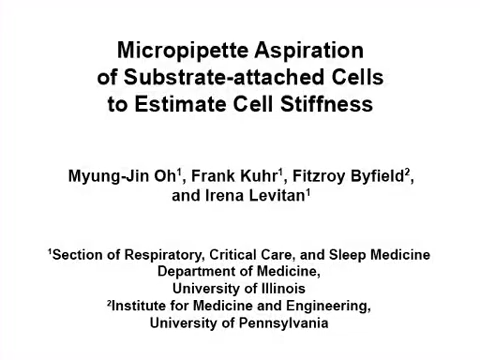 Micropipette Aspiration
of Substrate-attached Cells
to Estimate Cell Stiffness
Myung-Jin Oh¹, Frank Kuhr¹, Fitzroy Byfield²,
and Irena Levitan¹
¹Section of Respiratory, Critical Care, and Sleep Medicine
Department of Medicine,
University of Illinois
²Institute for Medicine and Engineering,
University of Pennsylvania